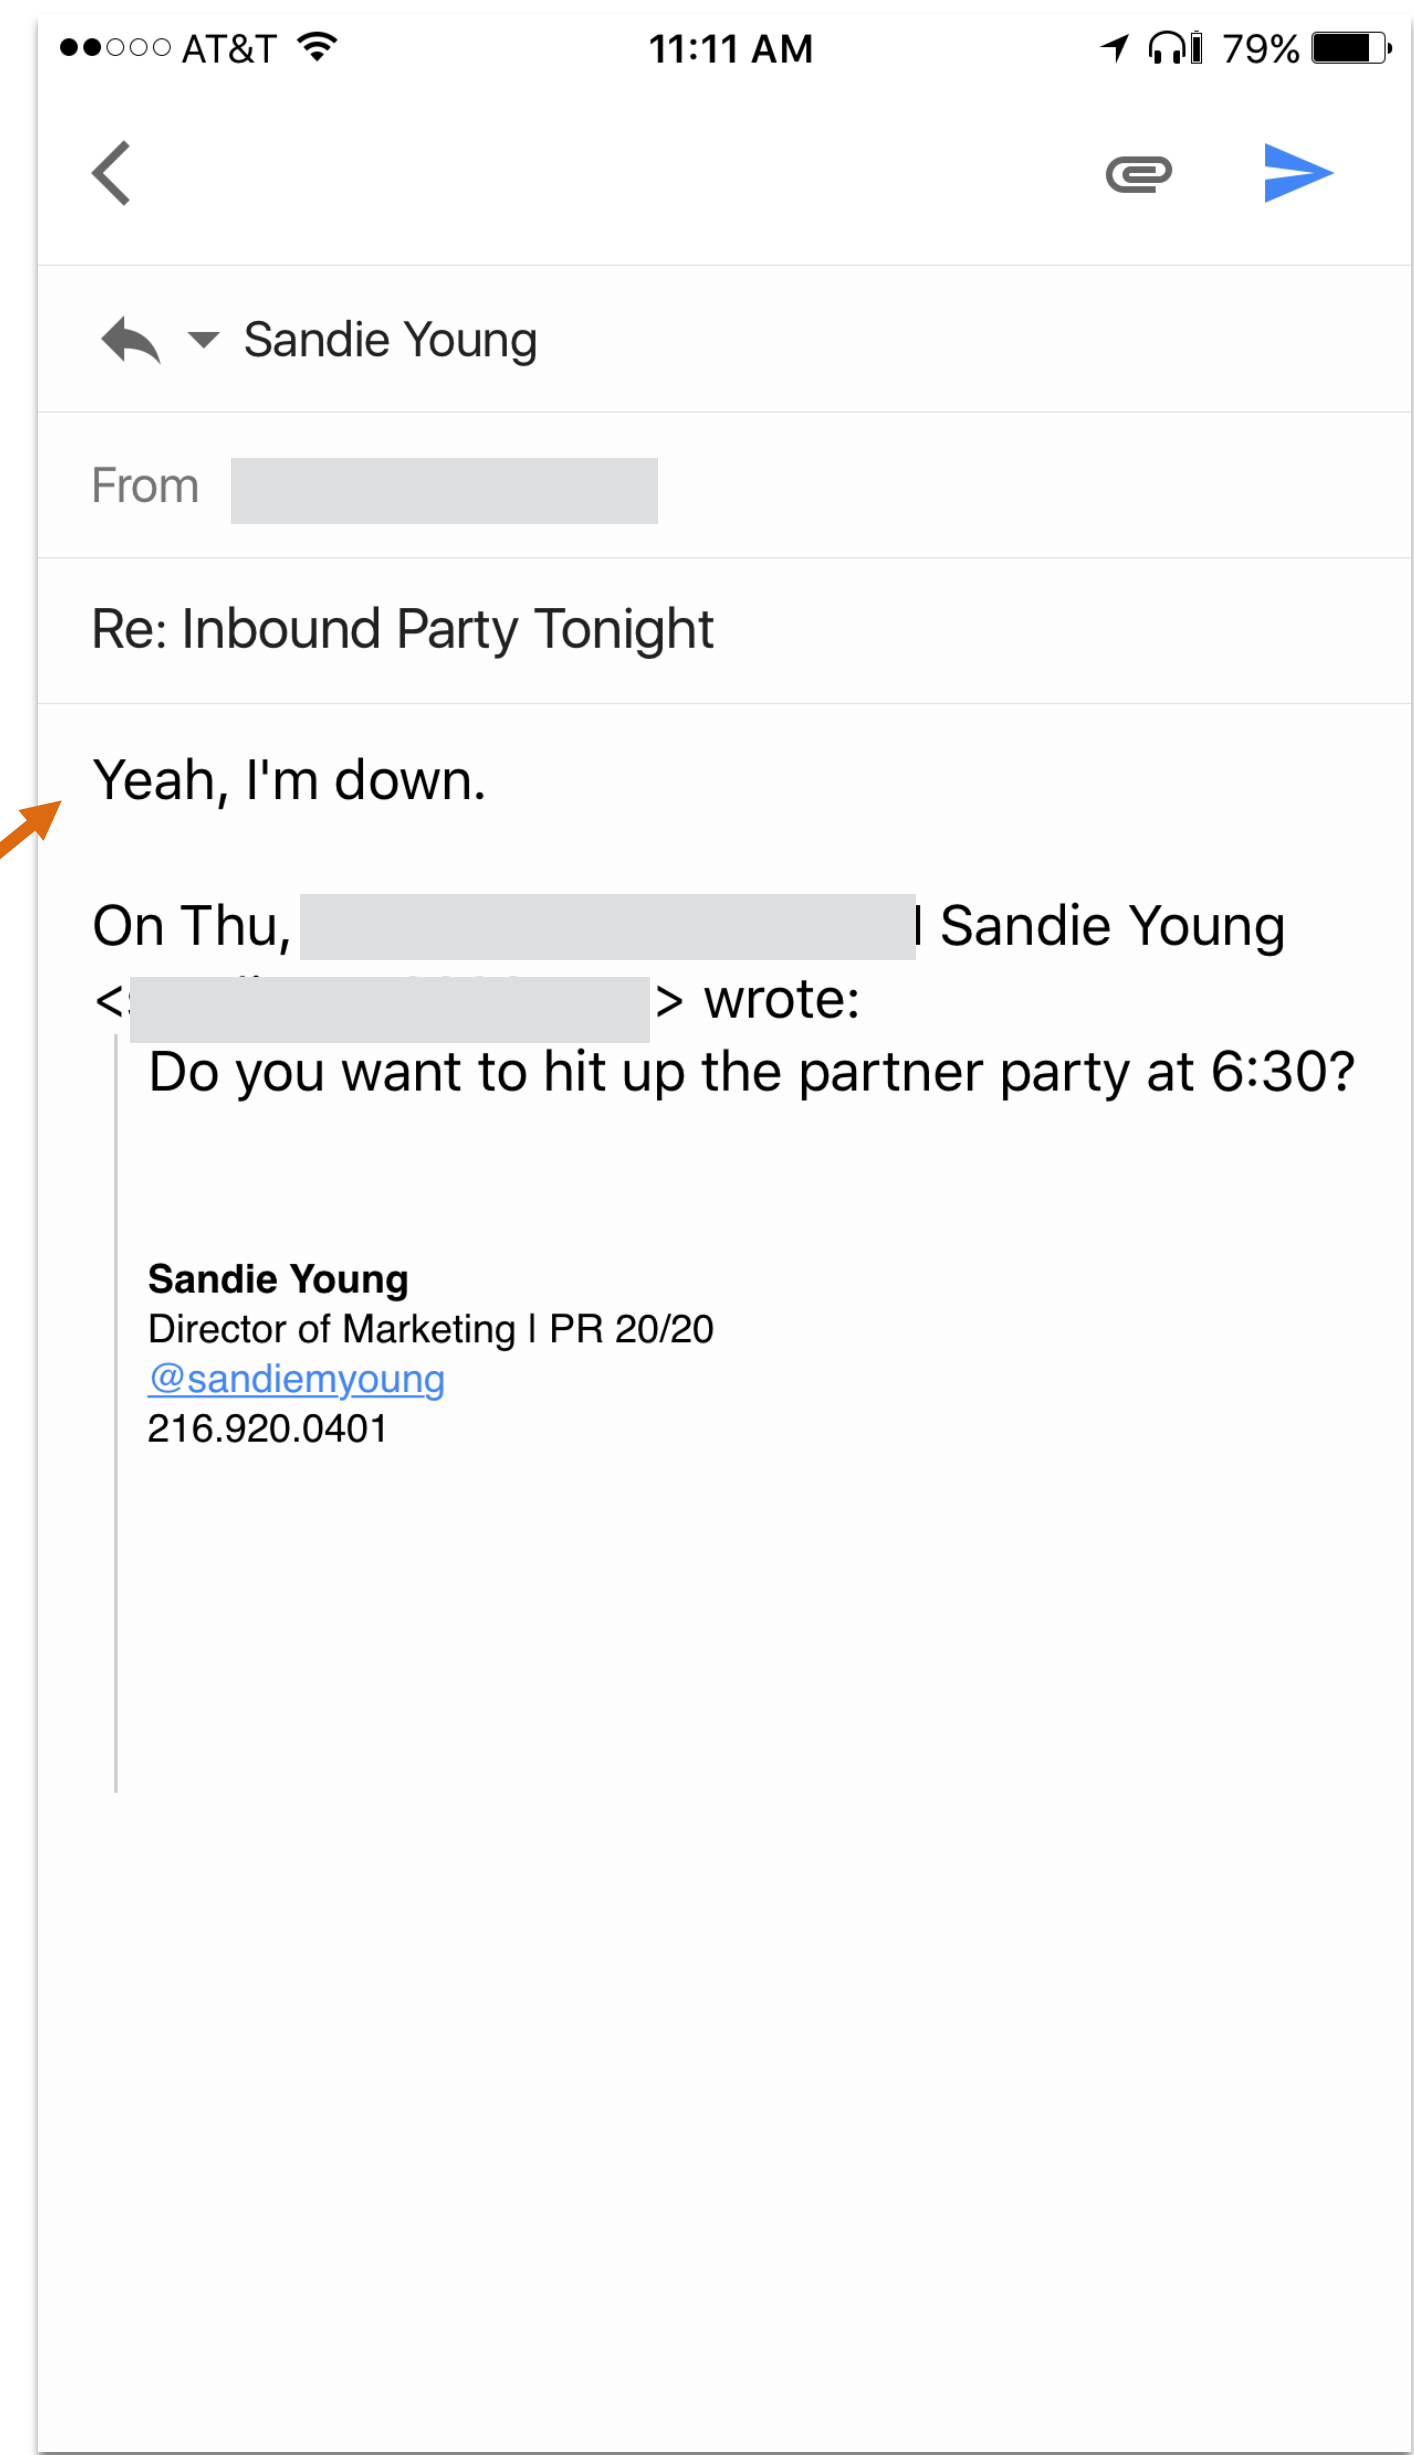 AT&T 11:11 AM 79%
Sandie Young
From
Re: Inbound Party Tonight
Yeah, I'm down.
On Thu, Sandie Young
< > wrote:
Do you want to hit up the partner party at 6:30?
Sandie Young
Director of Marketing | PR 20/20
@sandiemyoung
216.920.0401